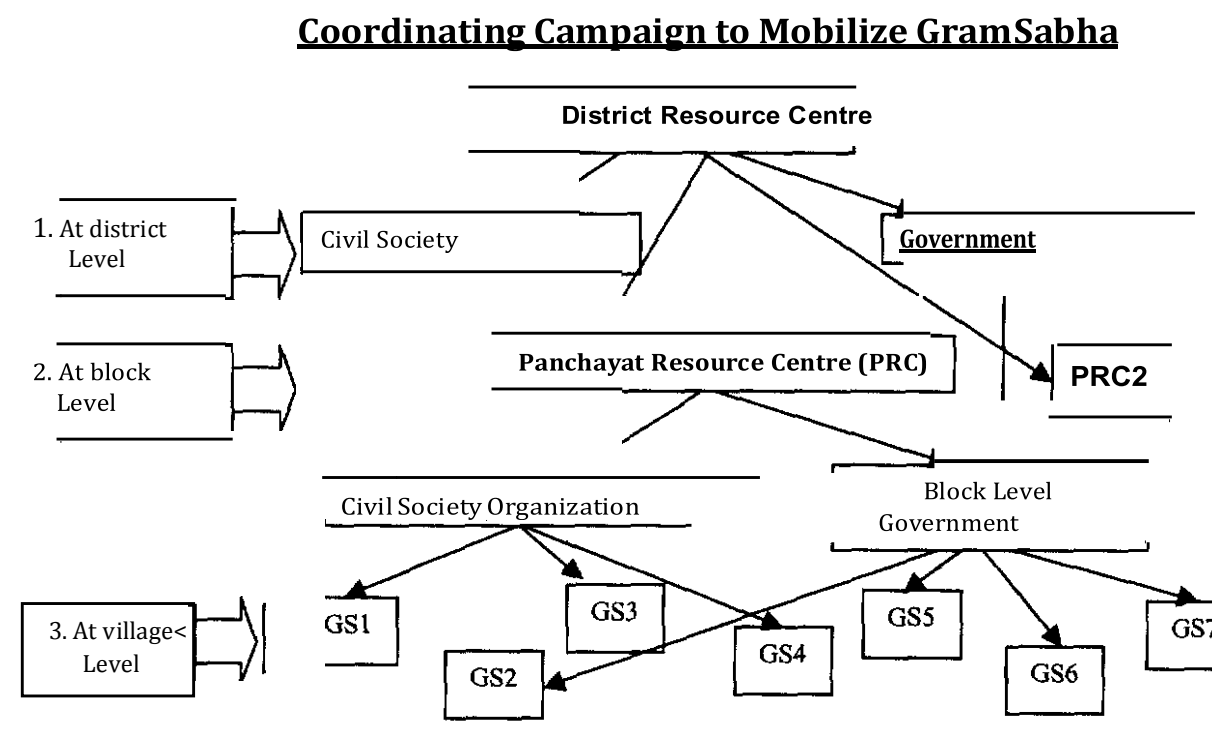 Coordinating Campaign to Mobilize GramSabha
District Resource Centre
1. At district
Level
Civil Society
Government
2. At block
Level
Panchayat Resource Centre (PRC)
PRC2
Civil Society Organization
Block Level
Government
3. At village<
Level
GS1
GS3
GS4
GS2
GS5
GS6
GS7